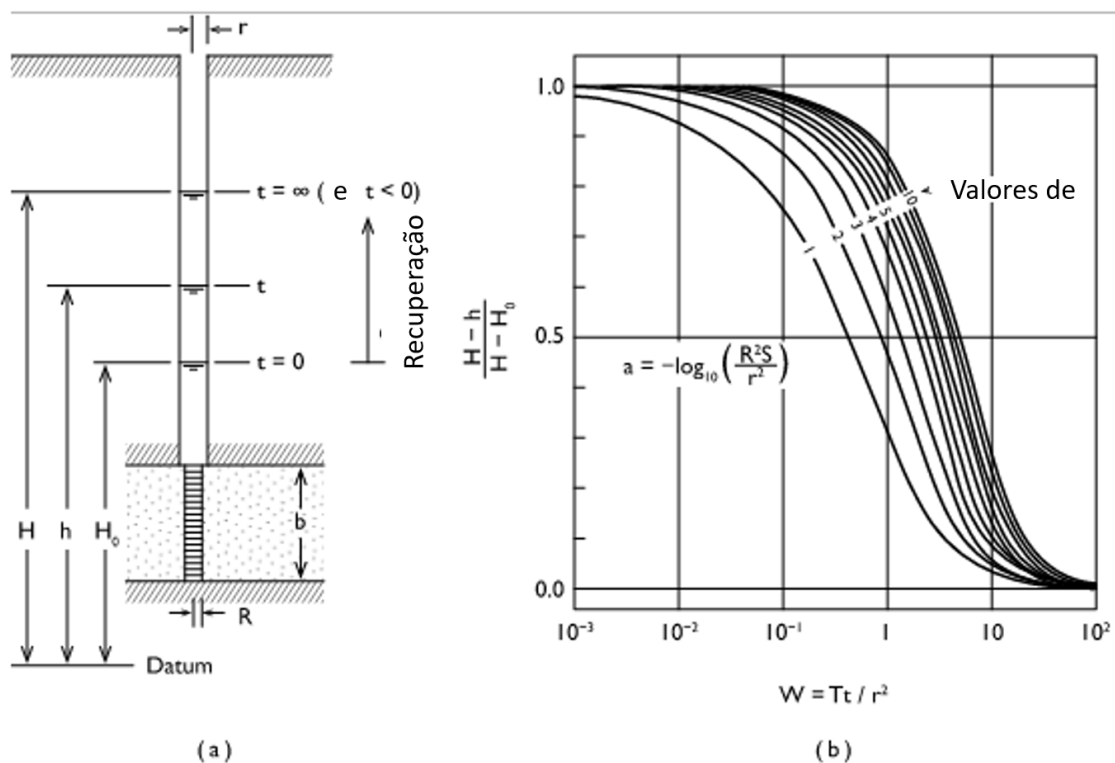 r
t = ∞ ( e t < 0)
t
t = 0
Recuperação
H
h
H₀
b
R
Datum
( a )
1.0
0.5
0.0
H – h
H – H₀
10⁻³
10⁻²
10⁻¹
1
10
10²
W = Tt / r²
1
2
3
4
5
10
Valores de
a = –log₁₀(R²S
r²)
( b )